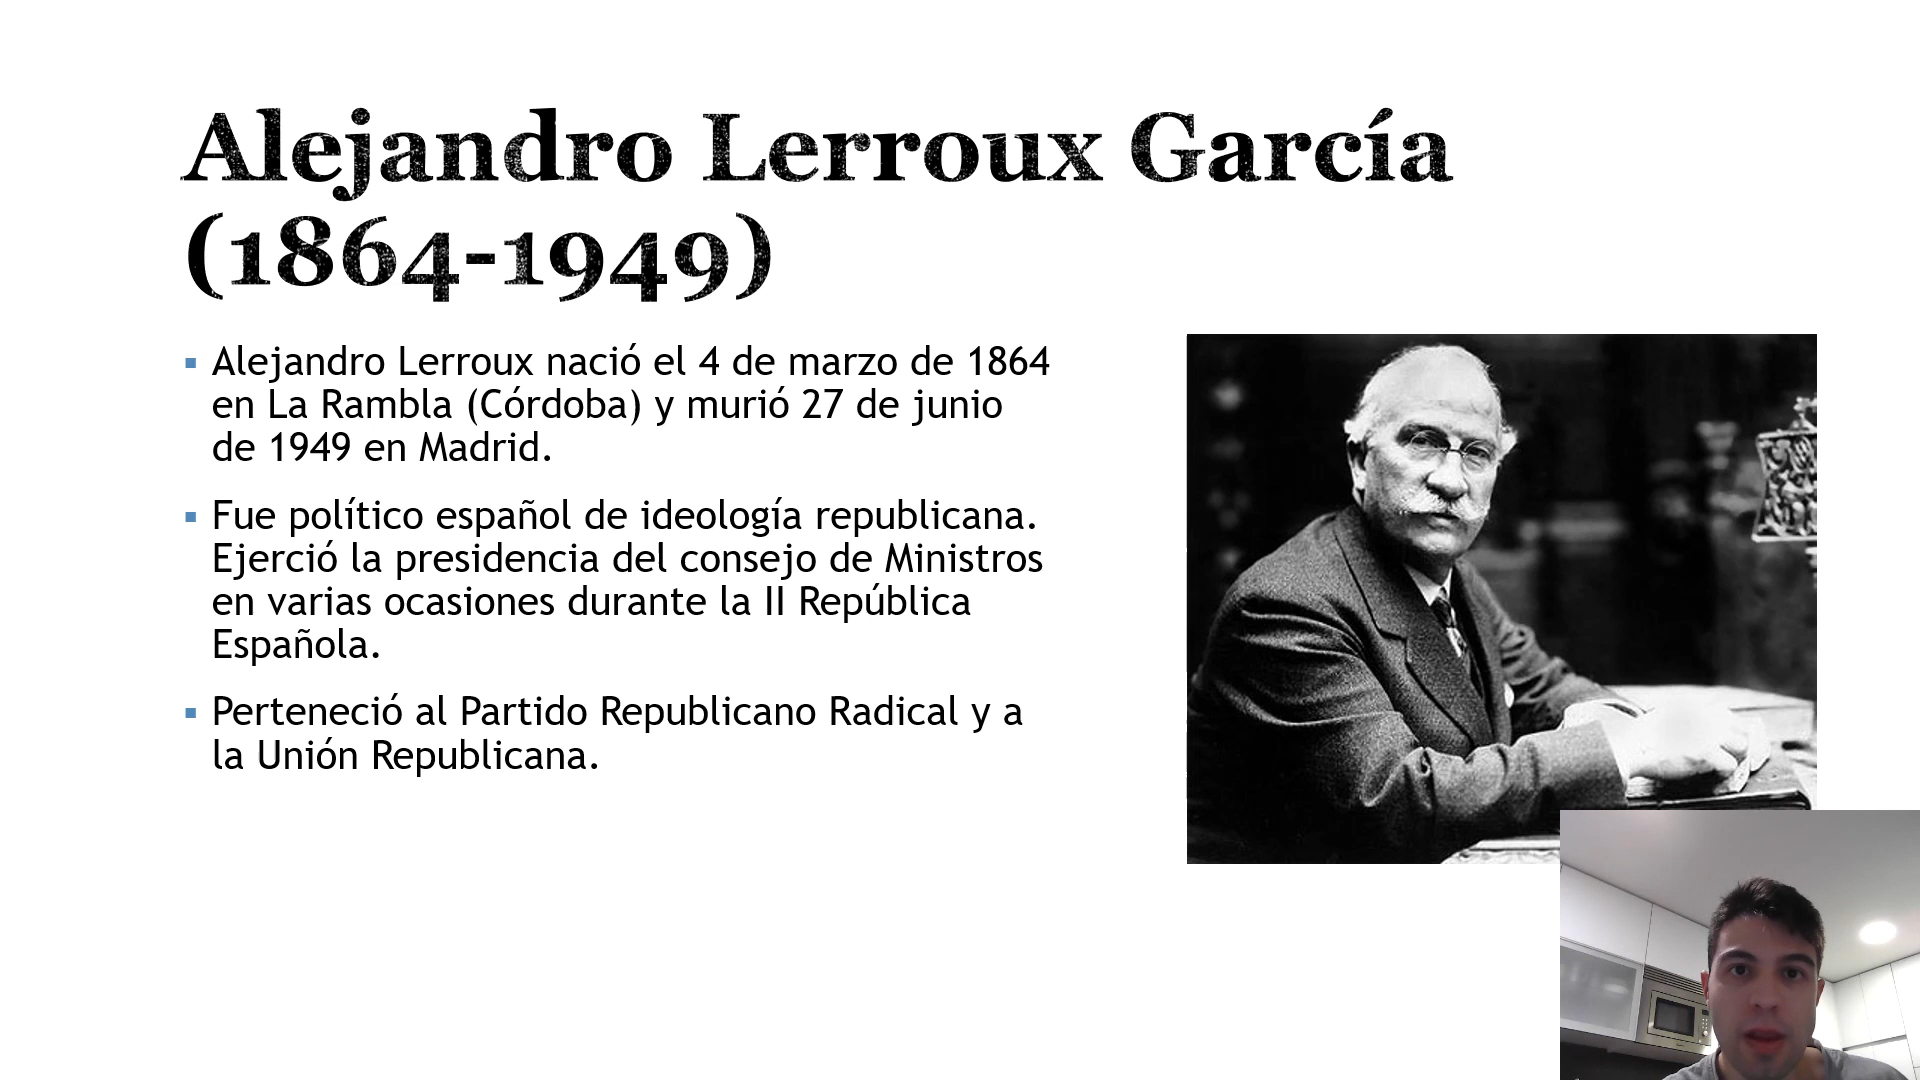 Alejandro Lerroux García
(1864-1949)
▪ Alejandro Lerroux nació el 4 de marzo de 1864
en La Rambla (Córdoba) y murió 27 de junio
de 1949 en Madrid.
▪ Fue político español de ideología republicana.
Ejerció la presidencia del consejo de Ministros
en varias ocasiones durante la II República
Española.
▪ Perteneció al Partido Republicano Radical y a
la Unión Republicana.